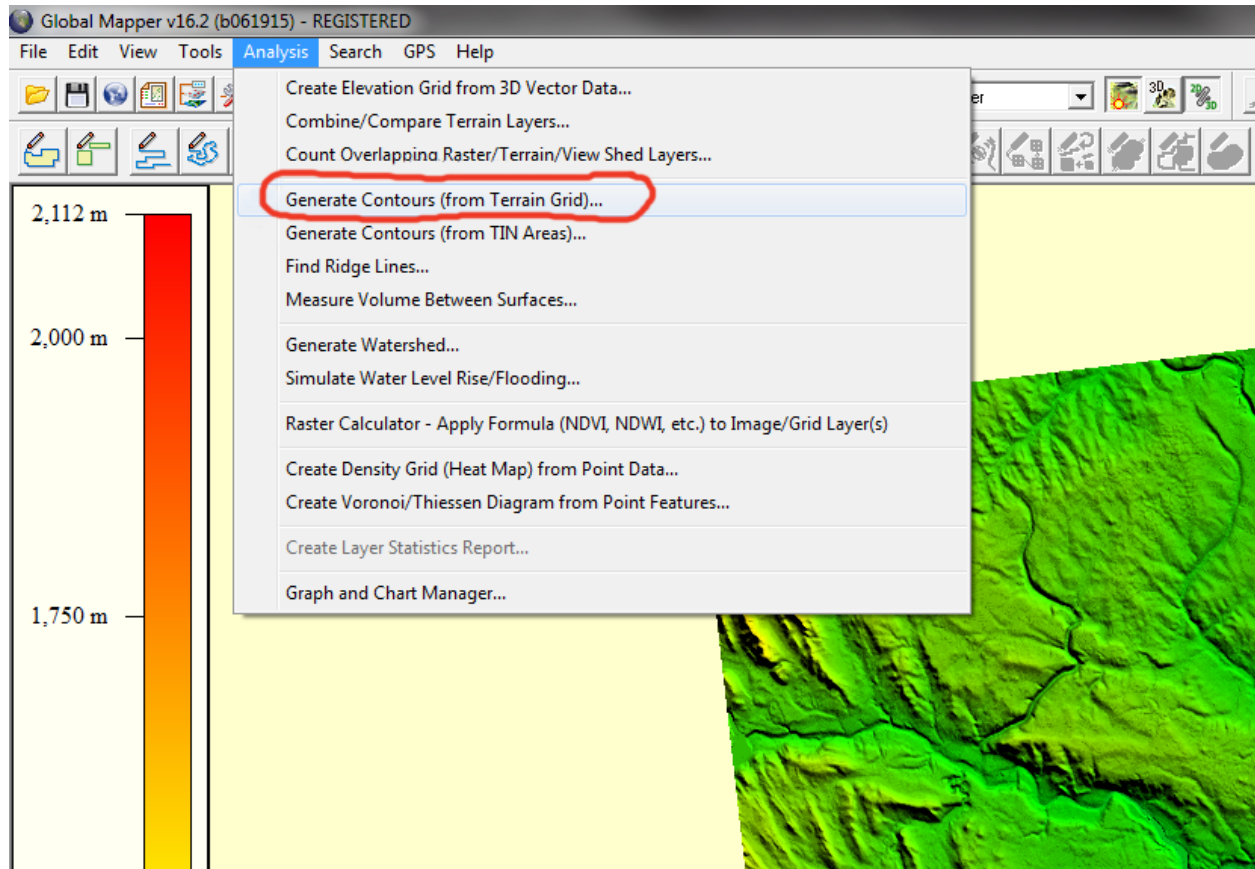 Global Mapper v16.2 (b061915) - REGISTERED
File Edit View Tools Analysis Search GPS Help
Create Elevation Grid from 3D Vector Data...
Combine/Compare Terrain Layers...
Count Overlapping Raster/Terrain/View Shed Layers...
Generate Contours (from Terrain Grid)...
Generate Contours (from TIN Areas)...
Find Ridge Lines...
Measure Volume Between Surfaces...
Generate Watershed...
Simulate Water Level Rise/Flooding...
Raster Calculator - Apply Formula (NDVI, NDWI, etc.) to Image/Grid Layer(s)
Create Density Grid (Heat Map) from Point Data...
Create Voronoi/Thiessen Diagram from Point Features...
Create Layer Statistics Report...
Graph and Chart Manager...
er
3D
2D
3D
2,112 m
2,000 m
1,750 m